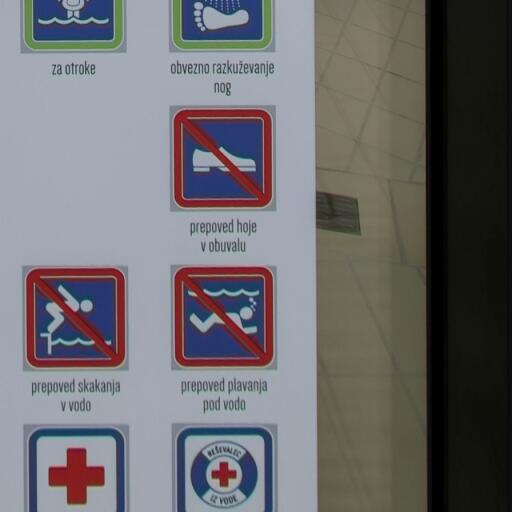 za otroke
obvezno razkuževanje
nog
prepoved hoje
v obuvalu
prepoved skakanja
v vodo
prepoved plavanja
pod vodo
REŠEVALEC
IZ VODE